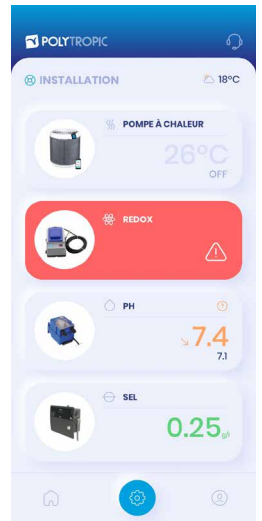 POLYTROPIC
INSTALLATION
18°C
POMPE À CHALEUR
26°C
OFF
REDOX
PH
7.4
7.1
SEL
0.25 g/l